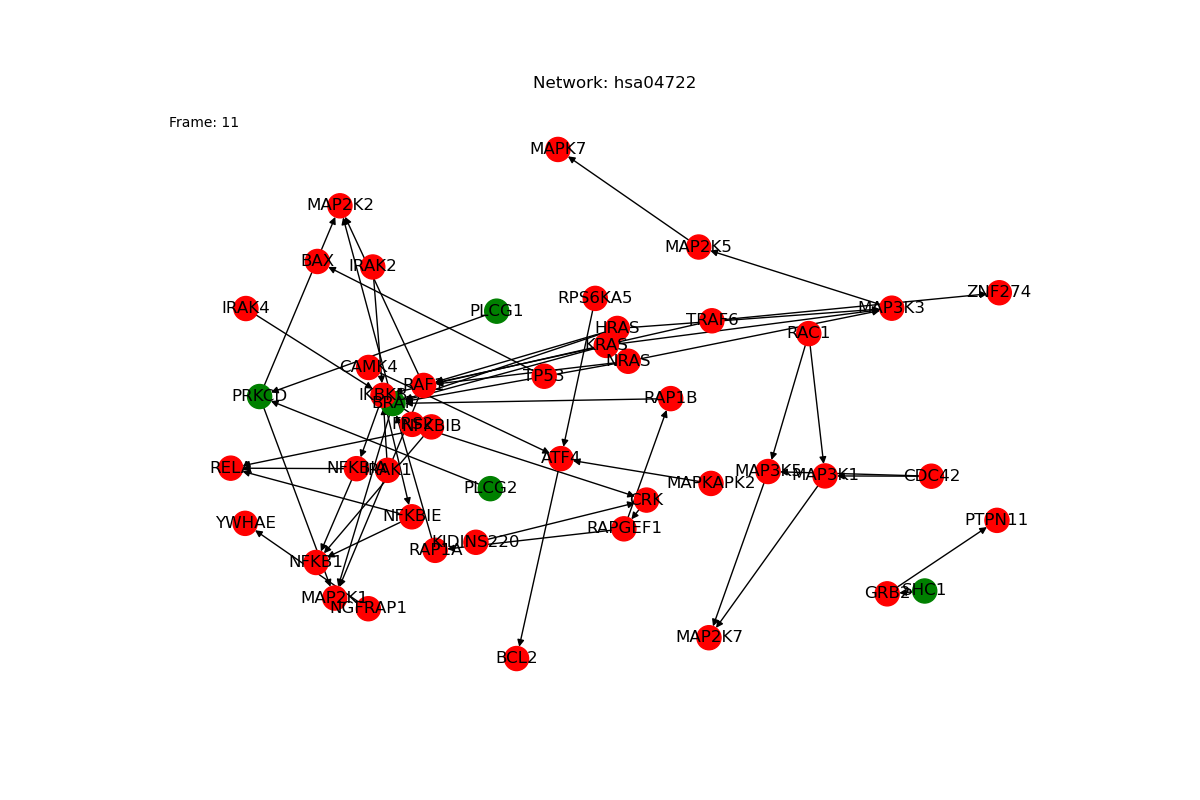 Network: hsa04722
Frame: 11
MAPK7
MAP2K2
MAP2K5
BAX
IRAK2
ZNF274
RPS6KA5
IRAK4
PLCG1
MAP3K3
TRAF6
HRAS
RAC1
KRAS
NRAS
CAMK4
TP53
RAF1
PRKCD
IKBKB
BRAF
RAP1B
FRS2
NFKBIB
ATF4
RELA
NFKBIA
IRAK1
MAP3K5
MAP3K1
CDC42
MAPKAPK2
PLCG2
CRK
NFKBIE
YWHAE
PTPN11
RAPGEF1
KIDINS220
RAP1A
NFKB1
SHC1
GRB2
MAP2K1
NGFRAP1
MAP2K7
BCL2